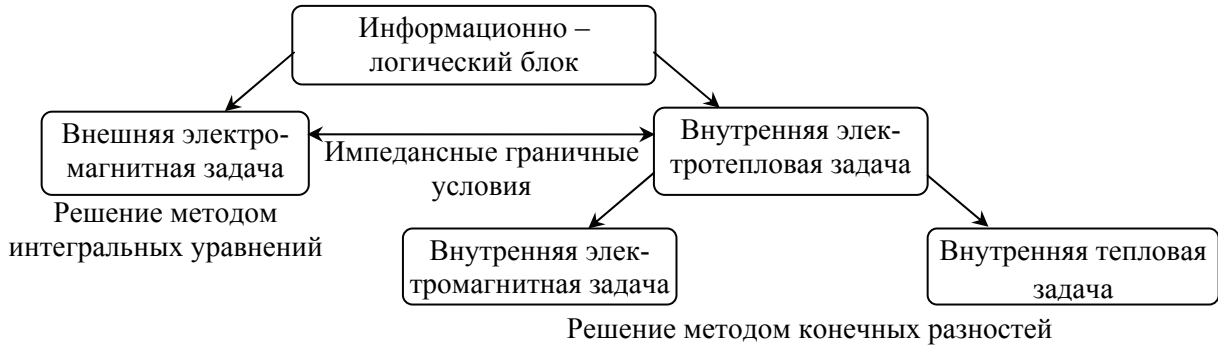 Информационно –
логический блок
Внешняя электро-
магнитная задача
Импедансные граничные
условия
Внутренняя элек-
тротепловая задача
Решение методом
интегральных уравнений
Внутренняя элек-
тромагнитная задача
Внутренняя тепловая
задача
Решение методом конечных разностей